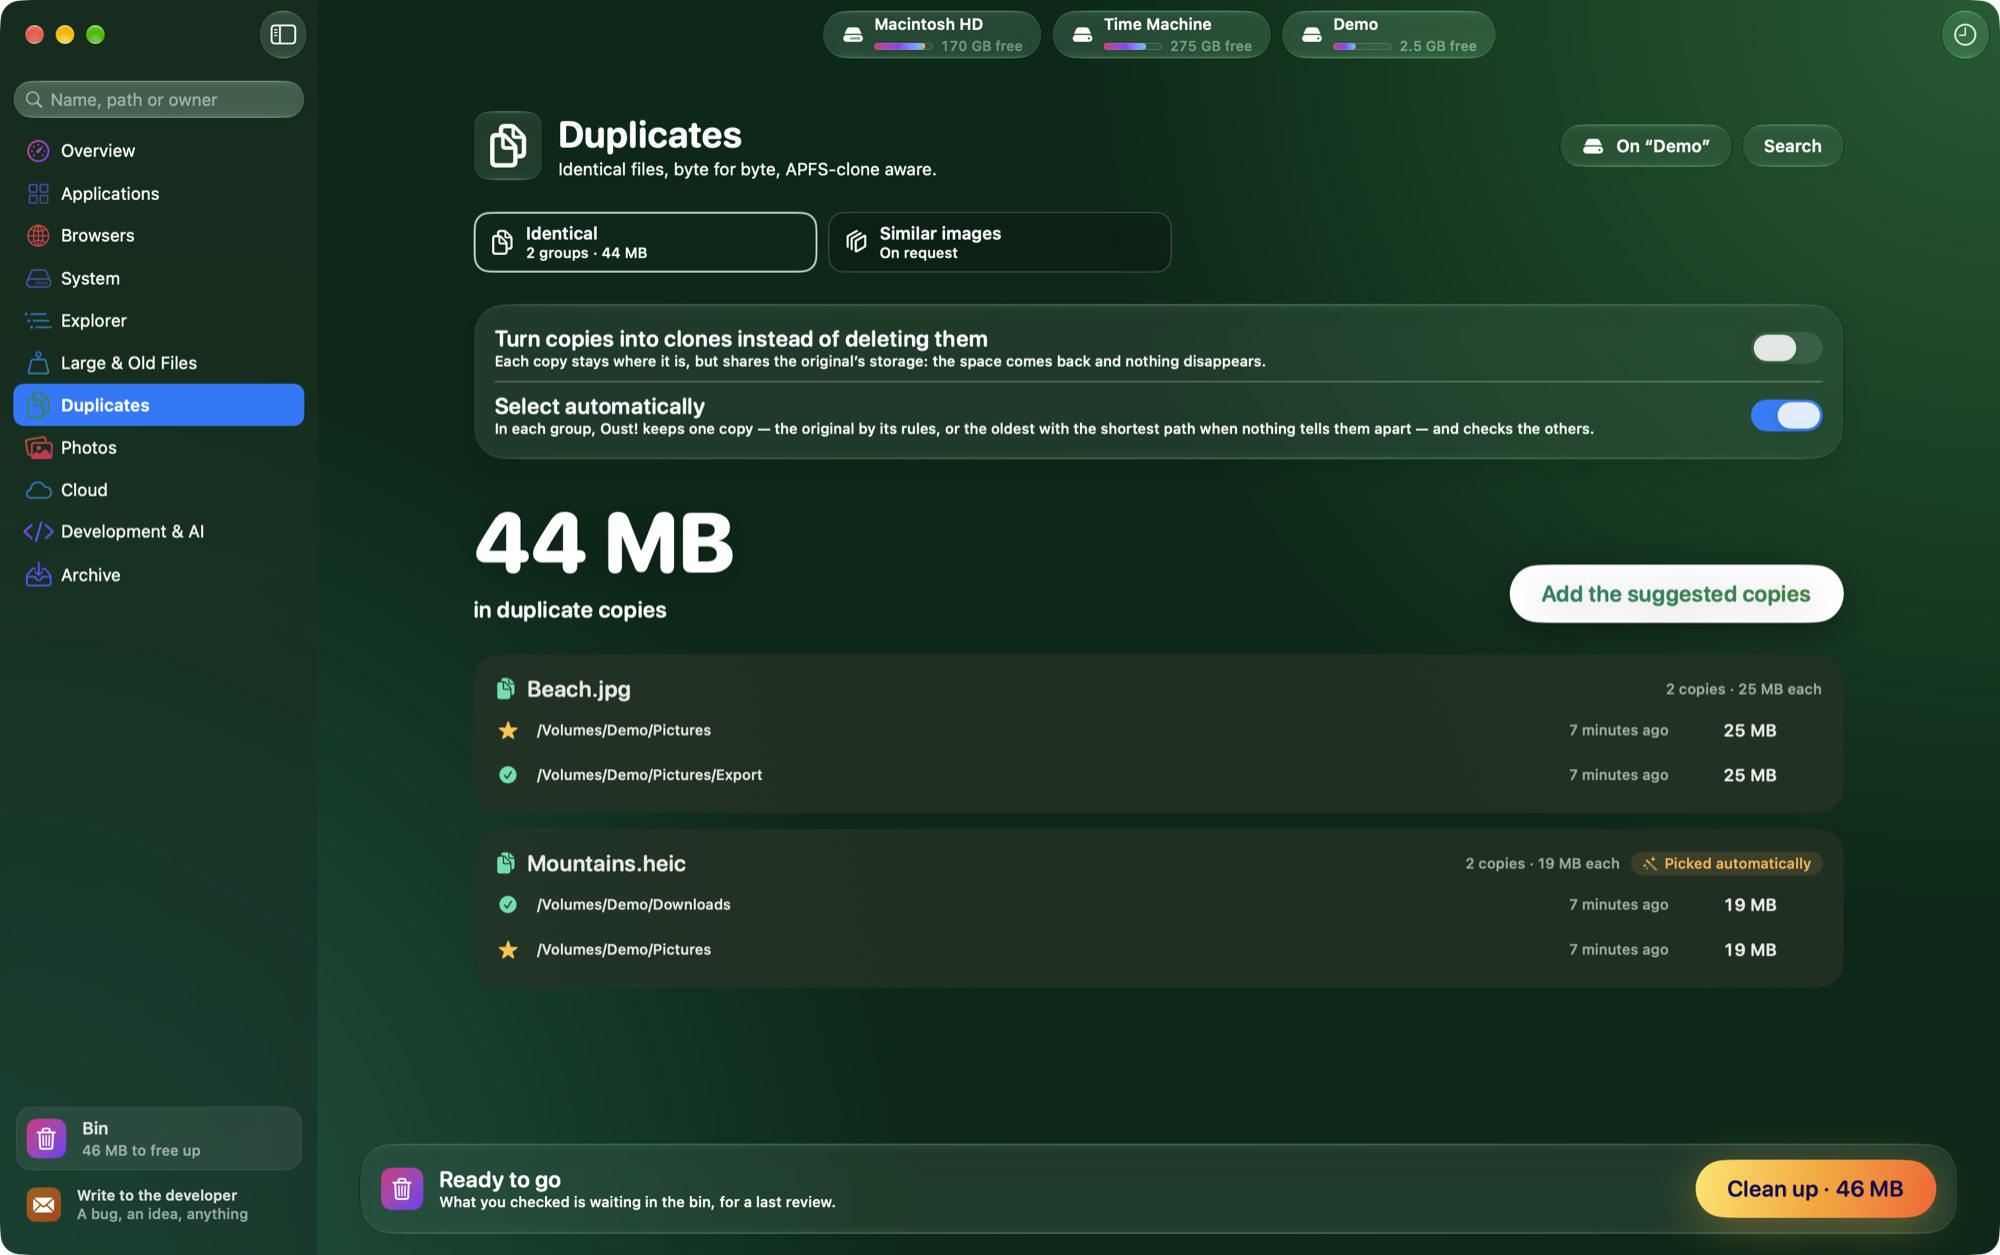 Macintosh HD
170 GB free
Time Machine
275 GB free
Demo
2.5 GB free
Name, path or owner
Overview
Applications
Browsers
System
Explorer
Large & Old Files
Duplicates
Photos
Cloud
Development & AI
Archive
Bin
46 MB to free up
Write to the developer
A bug, an idea, anything
Duplicates
Identical files, byte for byte, APFS-clone aware.
On “Demo”
Search
Identical
2 groups · 44 MB
Similar images
On request
Turn copies into clones instead of deleting them
Each copy stays where it is, but shares the original’s storage: the space comes back and nothing disappears.
Select automatically
In each group, Oust! keeps one copy — the original by its rules, or the oldest with the shortest path when nothing tells them apart — and checks the others.
44 MB
in duplicate copies
Add the suggested copies
Beach.jpg
2 copies · 25 MB each
/Volumes/Demo/Pictures
7 minutes ago
25 MB
/Volumes/Demo/Pictures/Export
7 minutes ago
25 MB
Mountains.heic
2 copies · 19 MB each
Picked automatically
/Volumes/Demo/Downloads
7 minutes ago
19 MB
/Volumes/Demo/Pictures
7 minutes ago
19 MB
Ready to go
What you checked is waiting in the bin, for a last review.
Clean up · 46 MB